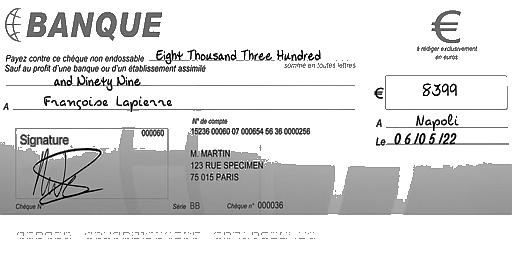 BANQUE
€
à rédiger exclusivement
en euros
Payez contre ce chèque non endossable Eight Thousand Three Hundred
Sauf au profit d'une banque ou d'un établissement assimilé
somme en toutes lettres
and Ninety Nine
€ 8399
A Françoise Lapierre
A Napoli
Le 06/05/22
N° de compte
000060
15236 00060 07 000654 56 36 0000256
Signature
M. MARTIN
123 RUE SPECIMEN
75 015 PARIS
Chèque N°
Série BB
Chèque n° 000036